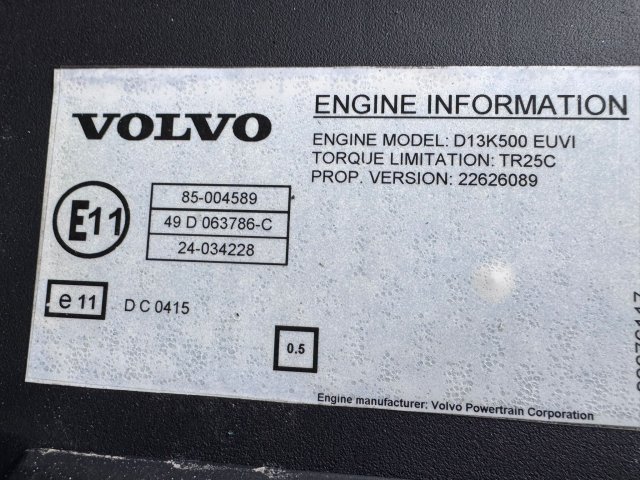 VOLVO
ENGINE INFORMATION
ENGINE MODEL: D13K500 EUVI
TORQUE LIMITATION: TR25C
PROP. VERSION: 22626089
E11
85-004589
49 D 063786-C
24-034228
e 11
D C 0415
0.5
Engine manufacturer: Volvo Powertrain Corporation